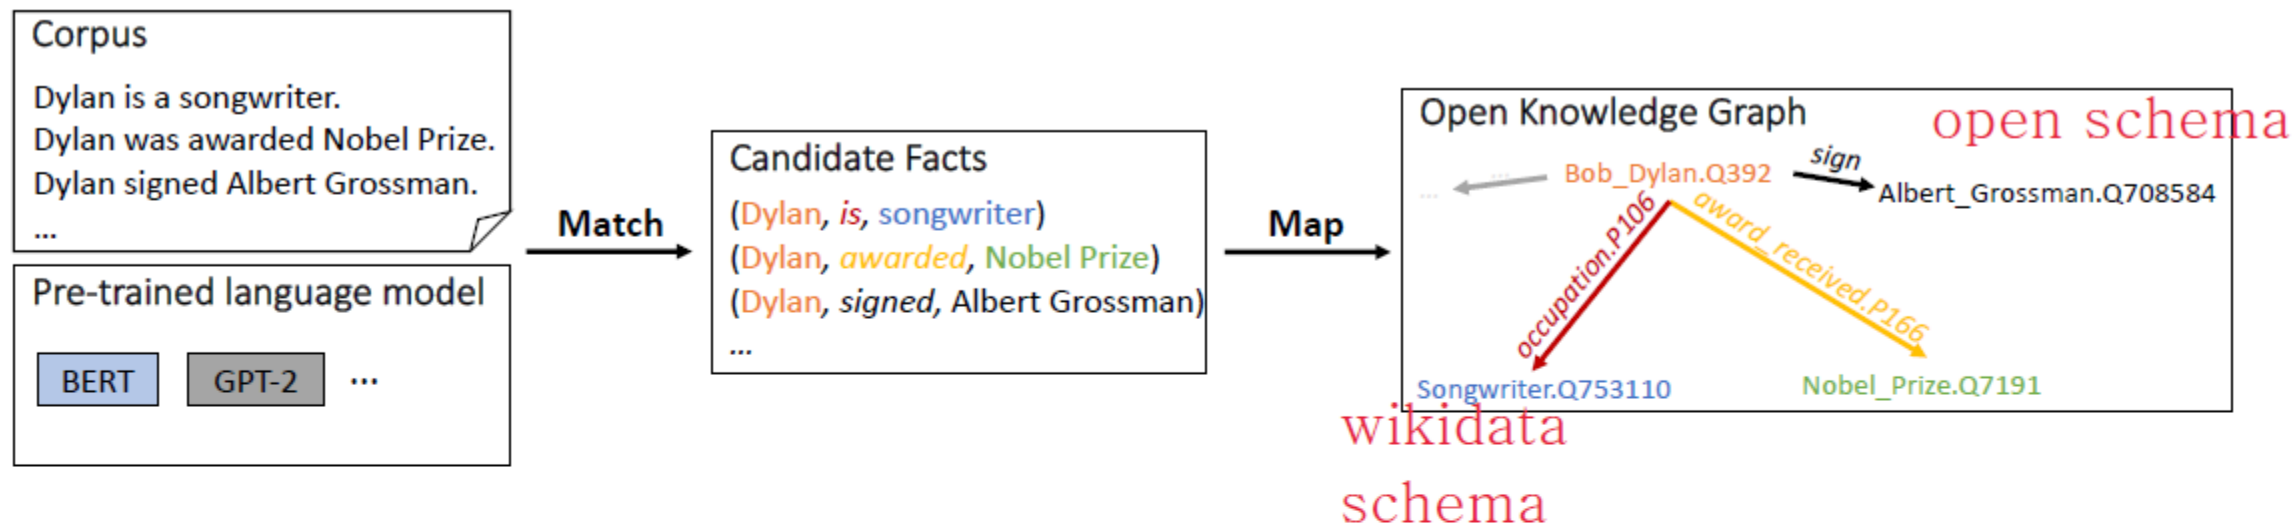 Corpus
Dylan is a songwriter.
Dylan was awarded Nobel Prize.
Dylan signed Albert Grossman.
...
Pre-trained language model
BERT GPT-2 ...
Match
Candidate Facts
(Dylan, is, songwriter)
(Dylan, awarded, Nobel Prize)
(Dylan, signed, Albert Grossman)
...
Map
Open Knowledge Graph
open schema
sign
... ... Bob_Dylan.Q392
Albert_Grossman.Q708584
occupation.P106
award_received.P166
Songwriter.Q753110
Nobel_Prize.Q7191
wikidata
schema